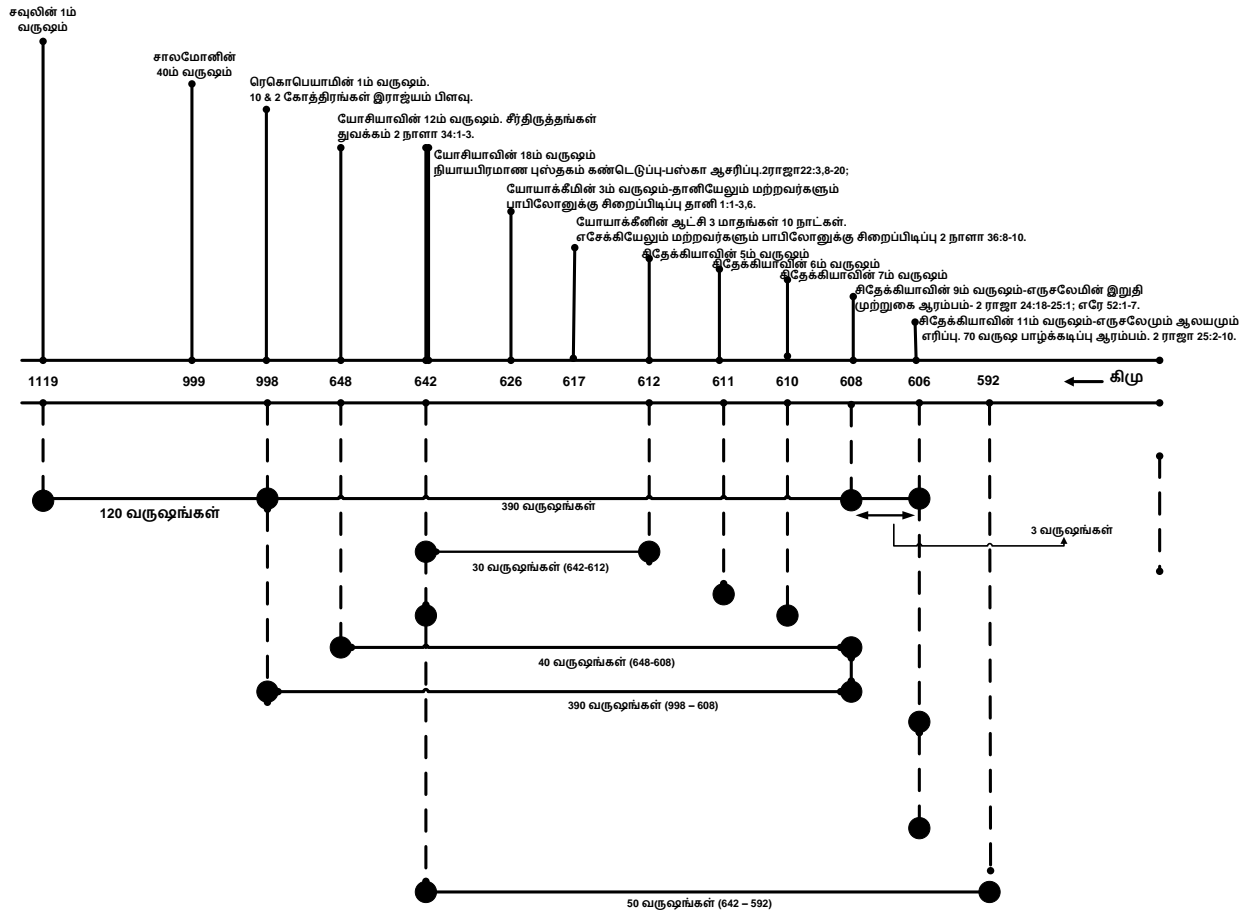 சவுலின் 1ம்
வருஷம்
சாலமோனின்
40ம் வருஷம்
ரெகொபெயாமின் 1ம் வருஷம்.
10 & 2 கோத்திரங்கள் இராஜ்யம் பிளவு.
யோசியாவின் 12ம் வருஷம். சீர்திருத்தங்கள்
துவக்கம் 2 நாளா 34:1-3.
யோசியாவின் 18ம் வருஷம்
நியாயபிரமாண புஸ்தகம் கண்டெடுப்பு-பஸ்கா ஆசரிப்பு.2ராஜா22:3,8-20;
யோயாக்கீமின் 3ம் வருஷம்-தானியேலும் மற்றவர்களும்
பாபிலோனுக்கு சிறைப்பிடிப்பு தானி 1:1-3,6.
யோயாக்கீனின் ஆட்சி 3 மாதங்கள் 10 நாட்கள்.
எசேக்கியேலும் மற்றவர்களும் பாபிலோனுக்கு சிறைப்பிடிப்பு 2 நாளா 36:8-10.
சிதேக்கியாவின் 5ம் வருஷம்
சிதேக்கியாவின் 6ம் வருஷம்
சிதேக்கியாவின் 7ம் வருஷம்
சிதேக்கியாவின் 9ம் வருஷம்-எருசலேமின் இறுதி
முற்றுகை ஆரம்பம்- 2 ராஜா 24:18-25:1; எரே 52:1-7.
சிதேக்கியாவின் 11ம் வருஷம்-எருசலேமும் ஆலயமும்
எரிப்பு. 70 வருஷ பாழ்க்கடிப்பு ஆரம்பம். 2 ராஜா 25:2-10.
1119 999 998 648 642 626 617 612 611 610 608 606 592 கிமு
120 வருஷங்கள்
390 வருஷங்கள்
3 வருஷங்கள்
30 வருஷங்கள் (642-612)
40 வருஷங்கள் (648-608)
390 வருஷங்கள் (998 – 608)
50 வருஷங்கள் (642 – 592)